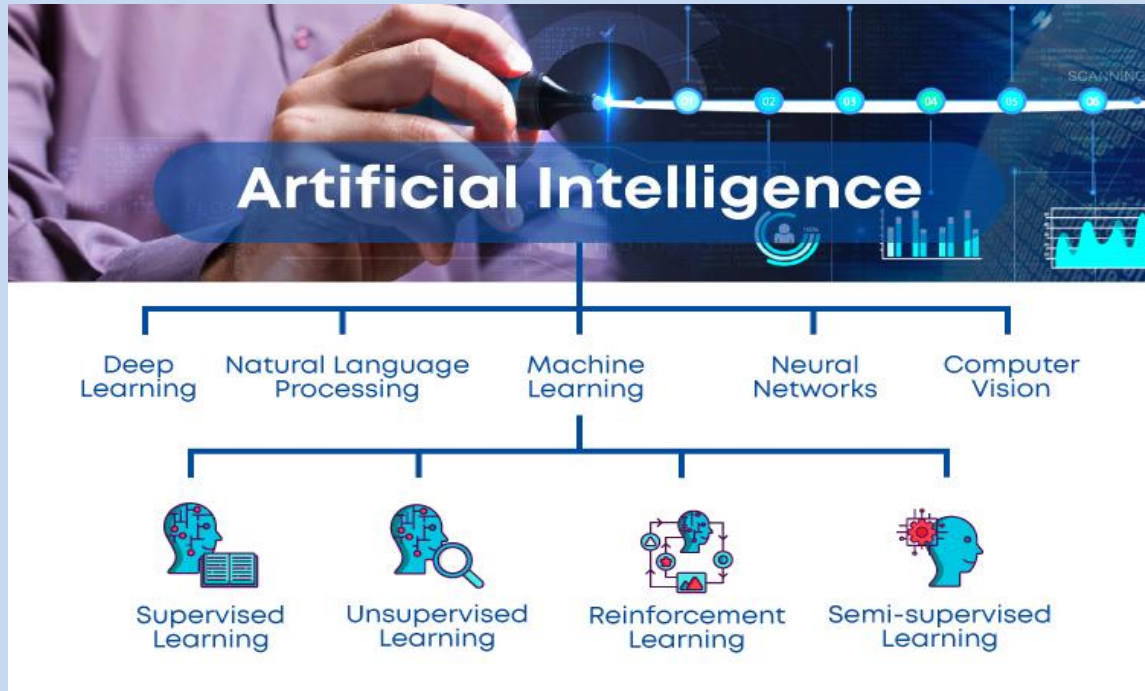 SCANNING
01 02 03 04 05 06
Artificial Intelligence
Deep
Learning
Natural Language
Processing
Machine
Learning
Neural
Networks
Computer
Vision
Supervised
Learning
Unsupervised
Learning
Reinforcement
Learning
Semi-supervised
Learning